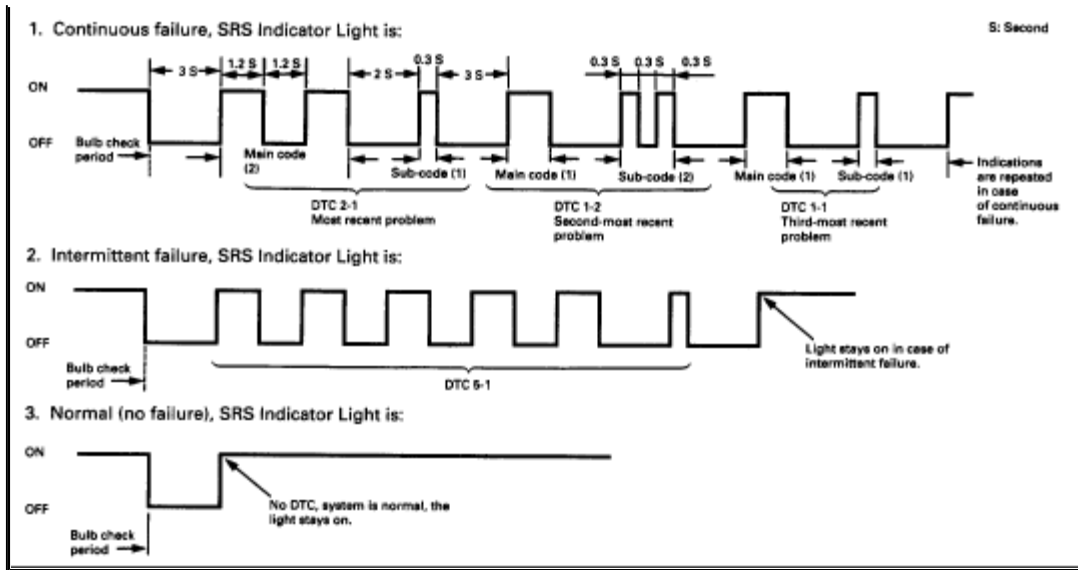 1. Continuous failure, SRS Indicator Light is:
S: Second
3 S
1.2 S
1.2 S
2 S
0.3 S
3 S
0.3 S
0.3 S
0.3 S
ON
OFF
Bulb check
period
Main code
(2)
Sub-code (1)
Main code (1)
Sub-code (2)
Main code (1)
Sub-code (1)
Indications
are repeated
in case
of continuous
failure.
DTC 2-1
Most recent problem
DTC 1-2
Second-most recent
problem
DTC 1-1
Third-most recent
problem
2. Intermittent failure, SRS Indicator Light is:
ON
OFF
Bulb check
period
DTC 5-1
Light stays on in case of
intermittent failure.
3. Normal (no failure), SRS Indicator Light is:
ON
OFF
Bulb check
period
No DTC, system is normal, the
light stays on.